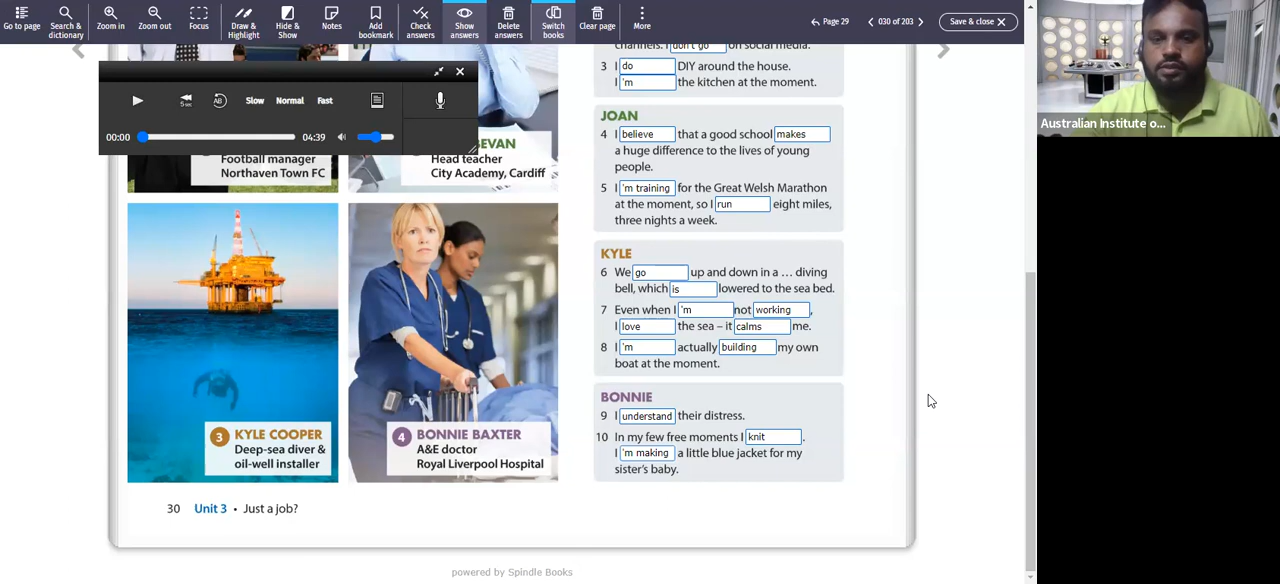 Go to page
Search & dictionary
Zoom in
Zoom out
Focus
Draw & Highlight
Hide & Show
Notes
Add bookmark
Check answers
Show answers
Delete answers
Switch books
Clear page
More
Page 29
030 of 203
Save & close
5 sec
AB
Slow
Normal
Fast
00:00
04:39
Football manager
Northaven Town FC
BEVAN
Head teacher
City Academy, Cardiff
3 KYLE COOPER
Deep-sea diver &
oil-well installer
4 BONNIE BAXTER
A&E doctor
Royal Liverpool Hospital
channels. I don't go on social media.
3 I do DIY around the house.
I 'm the kitchen at the moment.
JOAN
4 I believe that a good school makes
a huge difference to the lives of young
people.
5 I 'm training for the Great Welsh Marathon
at the moment, so I run eight miles,
three nights a week.
KYLE
6 We go up and down in a … diving
bell, which is lowered to the sea bed.
7 Even when I 'm not working ,
I love the sea – it calms me.
8 I 'm actually building my own
boat at the moment.
BONNIE
9 I understand their distress.
10 In my few free moments I knit .
I 'm making a little blue jacket for my
sister's baby.
30 Unit 3 • Just a job?
powered by Spindle Books
Australian Institute o...